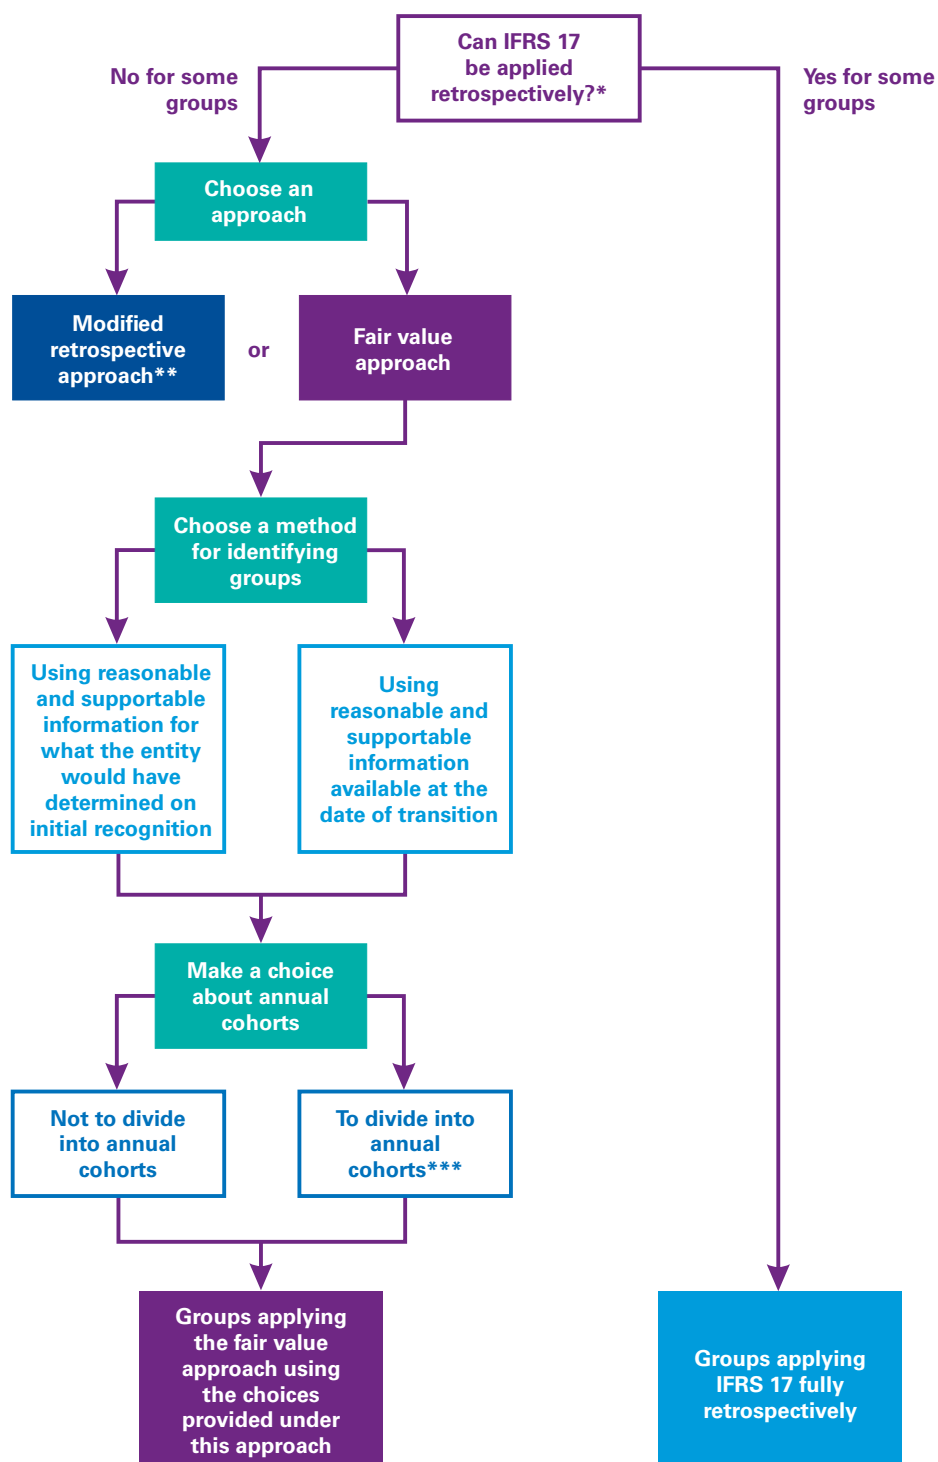 Can IFRS 17
be applied
retrospectively?*
No for some
groups
Yes for some
groups
Choose an
approach
Modified
retrospective
approach**
or
Fair value
approach
Choose a method
for identifying
groups
Using reasonable
and supportable
information for
what the entity
would have
determined on
initial recognition
Using
reasonable and
supportable
information
available at the
date of transition
Make a choice
about annual
cohorts
Not to divide
into annual
cohorts
To divide into
annual
cohorts***
Groups applying
the fair value
approach using
the choices
provided under
this approach
Groups applying
IFRS 17 fully
retrospectively